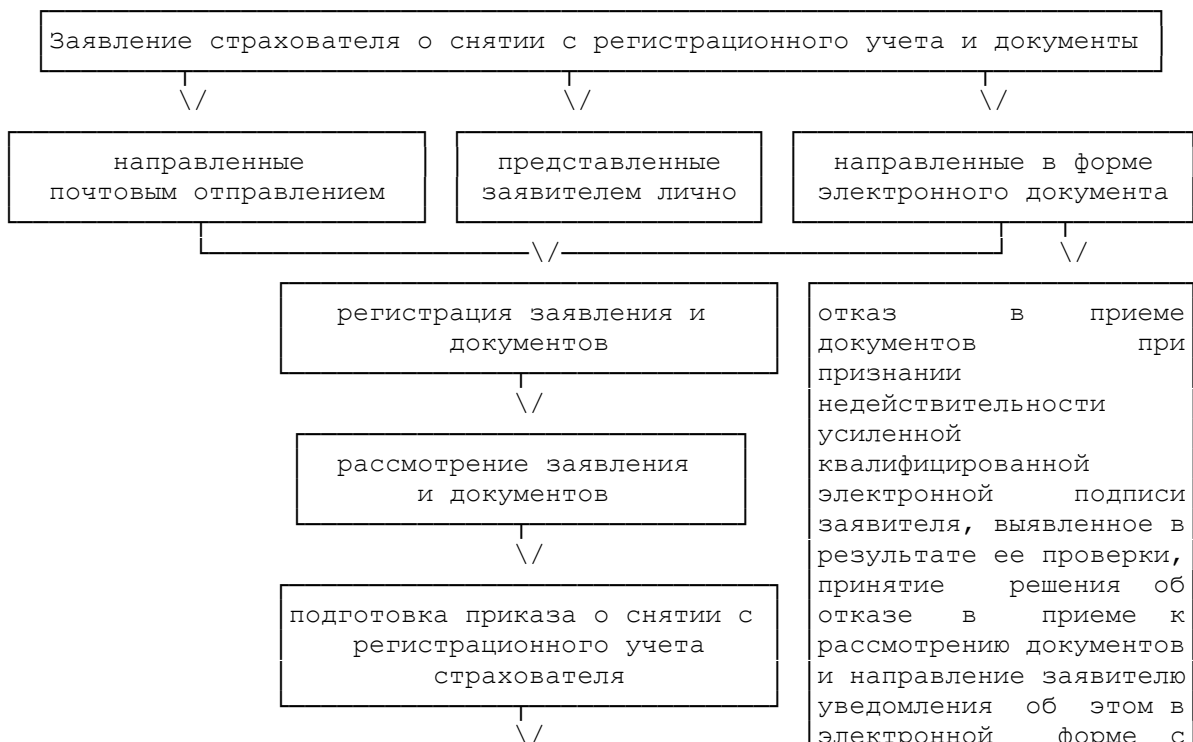 Заявление страхователя о снятии с регистрационного учета и документы
направленные
почтовым отправлением
представленные
заявителем лично
направленные в форме
электронного документа
регистрация заявления и
документов
рассмотрение заявления
и документов
подготовка приказа о снятии с
регистрационного учета
страхователя
отказ в приеме
документов при
признании
недействительности
усиленной
квалифицированной
электронной подписи
заявителя, выявленное в
результате ее проверки,
принятие решения об
отказе в приеме к
рассмотрению документов
и направление заявителю
уведомления об этом в
электронной форме с